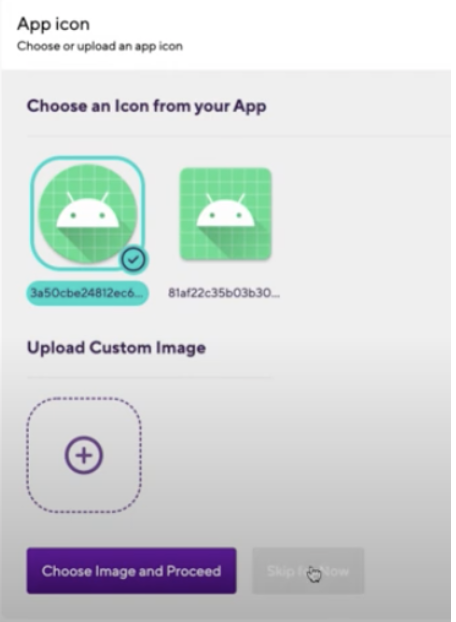 App icon
Choose or upload an app icon
Choose an Icon from your App
3a50cbe24812ec6... 81af22c35b03b30...
Upload Custom Image
Choose Image and Proceed Skip for Now